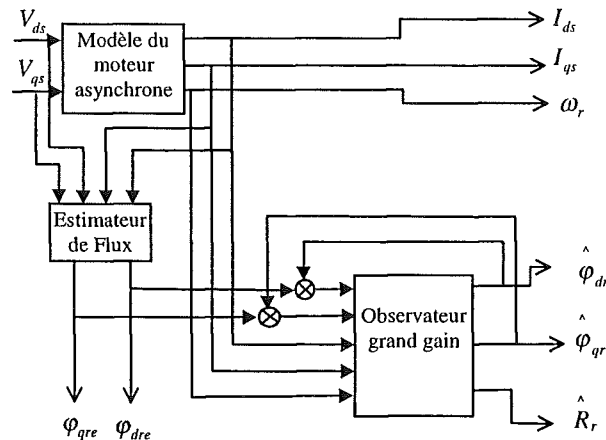 V_ds
V_qs
Modèle du
moteur
asynchrone
I_ds
I_qs
ω_r
Estimateur
de Flux
Observateur
grand gain
φ̂_dr
φ̂_qr
R̂_r
φ_qre
φ_dre